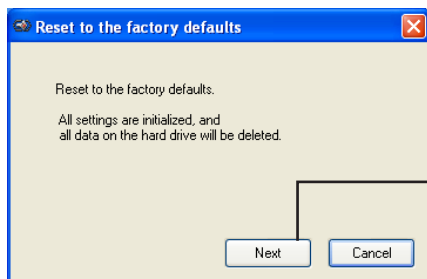 Reset to the factory defaults
Reset to the factory defaults.
All settings are initialized, and
all data on the hard drive will be deleted.
Next
Cancel